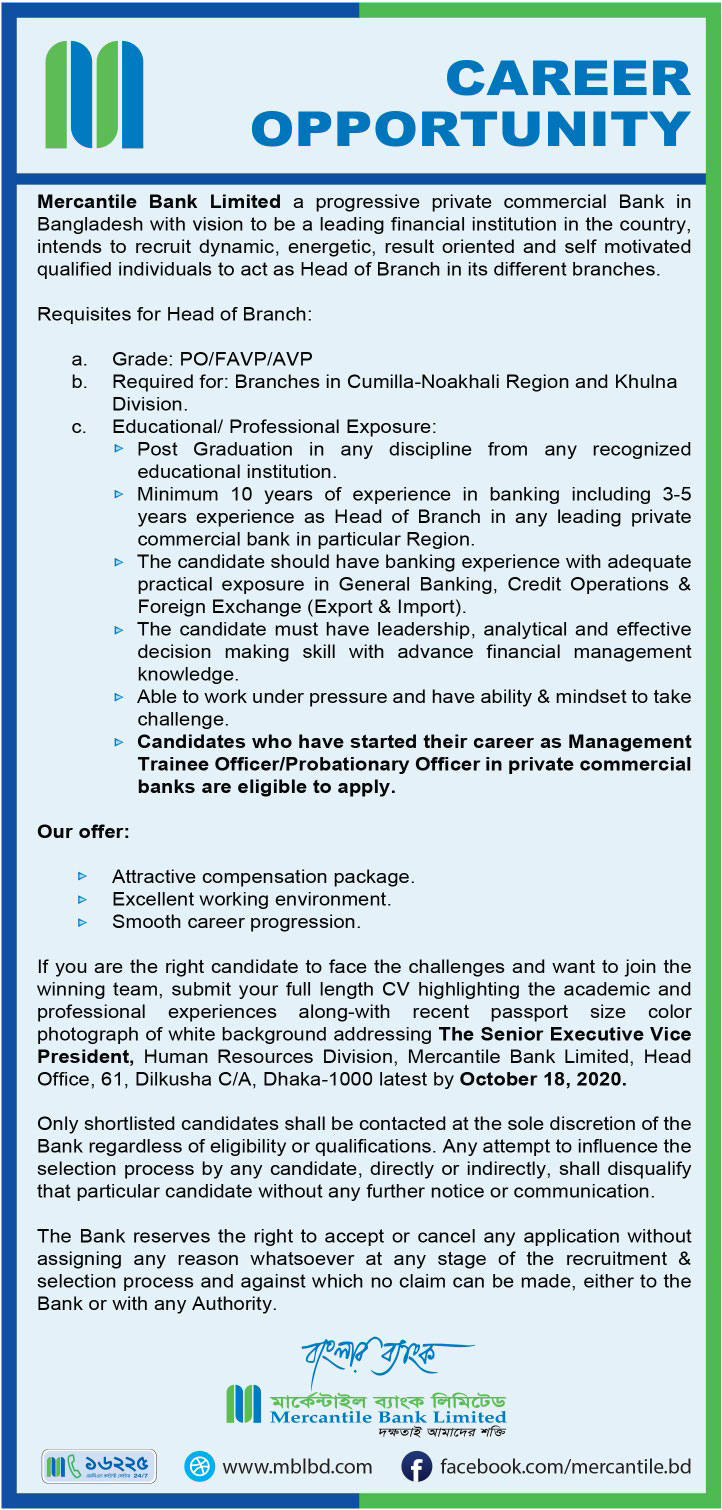 CAREER
OPPORTUNITY
Mercantile Bank Limited a progressive private commercial Bank in
Bangladesh with vision to be a leading financial institution in the country,
intends to recruit dynamic, energetic, result oriented and self motivated
qualified individuals to act as Head of Branch in its different branches.
Requisites for Head of Branch:
a. Grade: PO/FAVP/AVP
b. Required for: Branches in Cumilla-Noakhali Region and Khulna
Division.
c. Educational/ Professional Exposure:
Post Graduation in any discipline from any recognized
educational institution.
Minimum 10 years of experience in banking including 3-5
years experience as Head of Branch in any leading private
commercial bank in particular Region.
The candidate should have banking experience with adequate
practical exposure in General Banking, Credit Operations &
Foreign Exchange (Export & Import).
The candidate must have leadership, analytical and effective
decision making skill with advance financial management
knowledge.
Able to work under pressure and have ability & mindset to take
challenge.
Candidates who have started their career as Management
Trainee Officer/Probationary Officer in private commercial
banks are eligible to apply.
Our offer:
Attractive compensation package.
Excellent working environment.
Smooth career progression.
If you are the right candidate to face the challenges and want to join the
winning team, submit your full length CV highlighting the academic and
professional experiences along-with recent passport size color
photograph of white background addressing The Senior Executive Vice
President, Human Resources Division, Mercantile Bank Limited, Head
Office, 61, Dilkusha C/A, Dhaka-1000 latest by October 18, 2020.
Only shortlisted candidates shall be contacted at the sole discretion of the
Bank regardless of eligibility or qualifications. Any attempt to influence the
selection process by any candidate, directly or indirectly, shall disqualify
that particular candidate without any further notice or communication.
The Bank reserves the right to accept or cancel any application without
assigning any reason whatsoever at any stage of the recruitment &
selection process and against which no claim can be made, either to the
Bank or with any Authority.
বাংলার ব্যাংক
মার্কেন্টাইল ব্যাংক লিমিটেড
Mercantile Bank Limited
দক্ষতাই আমাদের শক্তি
১৬২২৫
24/7
www.mblbd.com
facebook.com/mercantile.bd